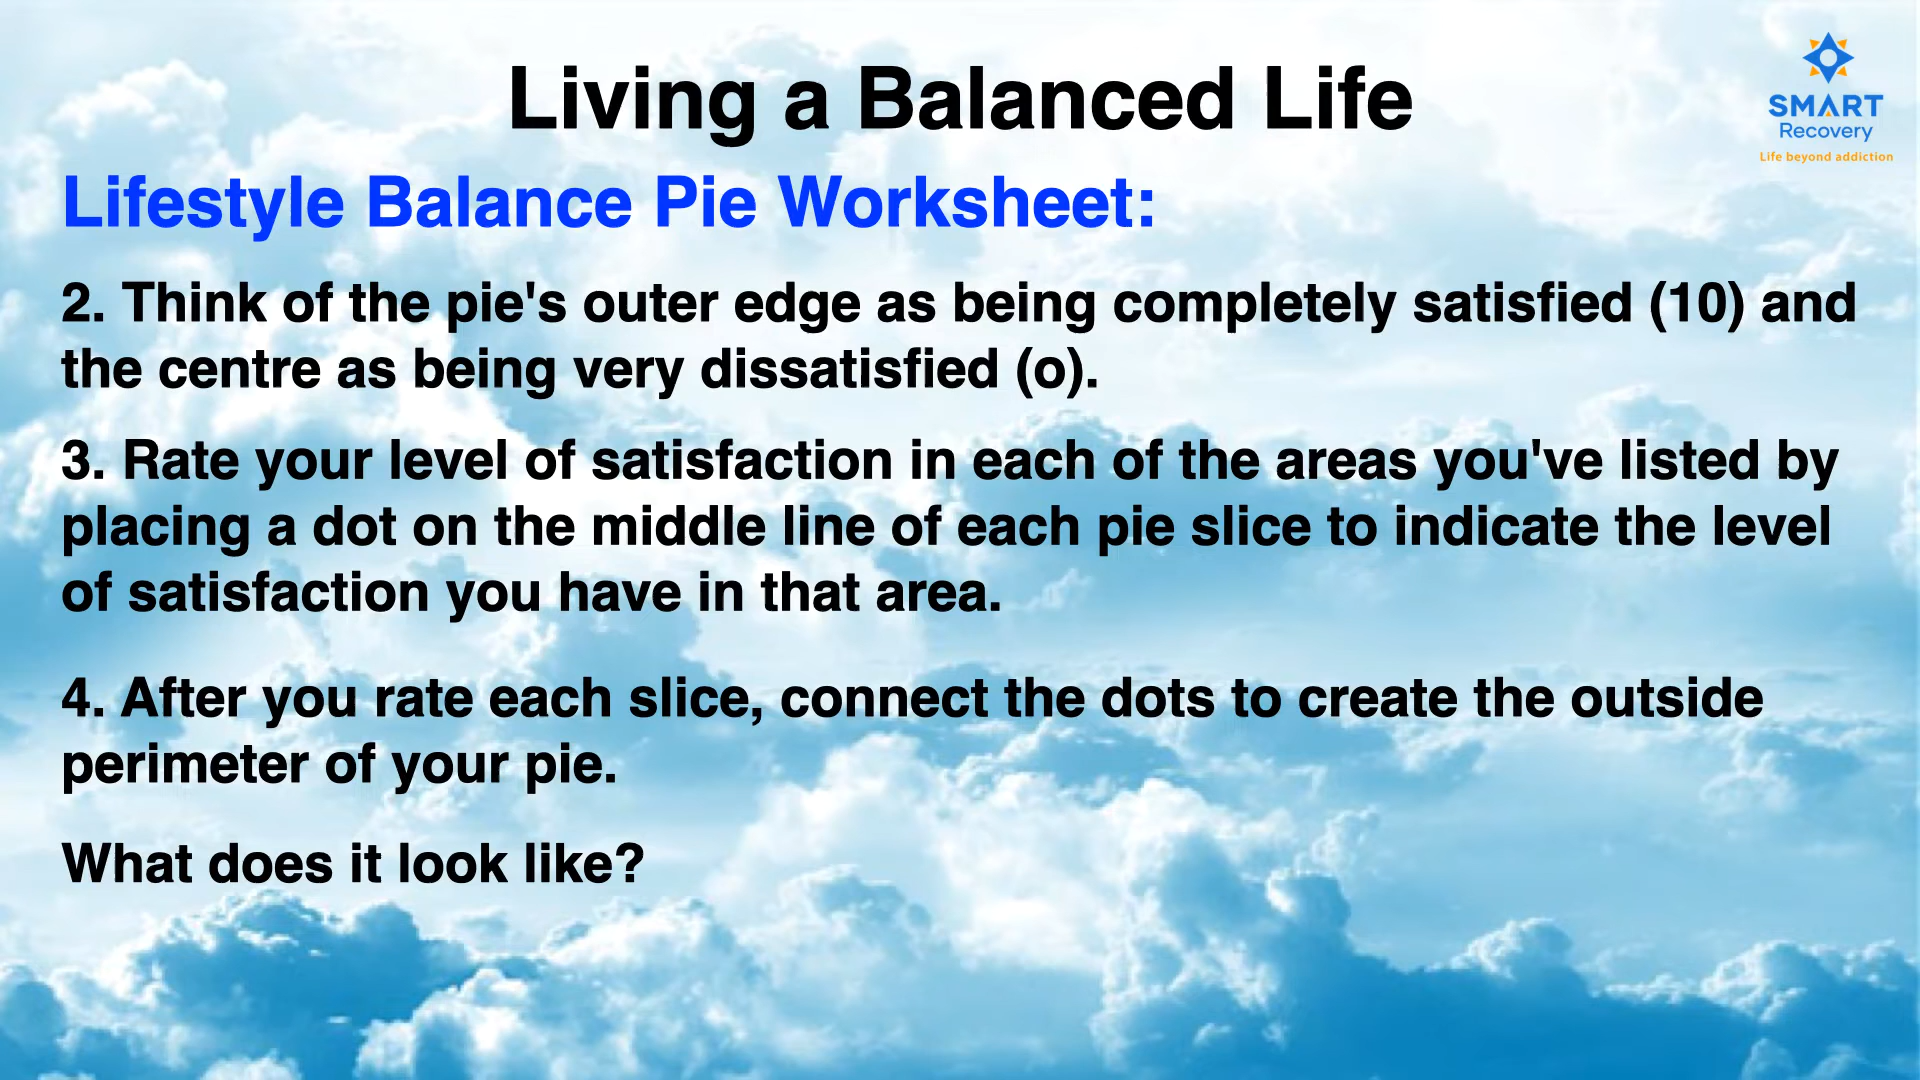 Living a Balanced Life
SMART
Recovery
Life beyond addiction
Lifestyle Balance Pie Worksheet:
2. Think of the pie's outer edge as being completely satisfied (10) and
the centre as being very dissatisfied (o).
3. Rate your level of satisfaction in each of the areas you've listed by
placing a dot on the middle line of each pie slice to indicate the level
of satisfaction you have in that area.
4. After you rate each slice, connect the dots to create the outside
perimeter of your pie.
What does it look like?